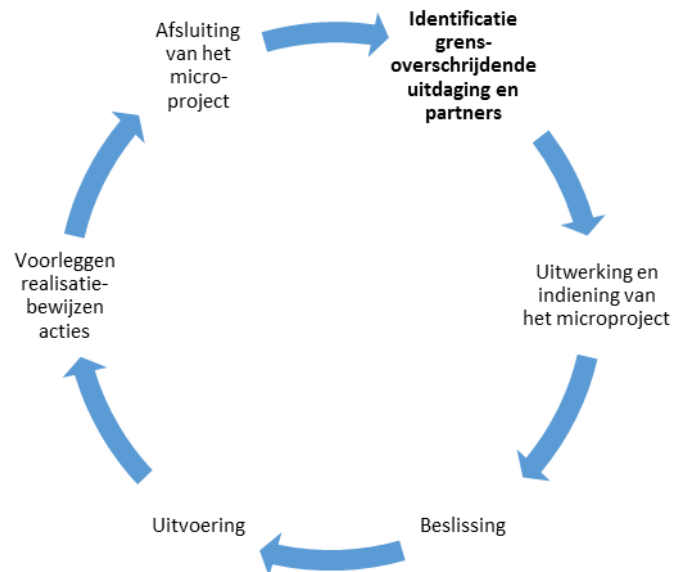 Identificatie
grens-
overschrijdende
uitdaging en
partners
Uitwerking en
indiening van
het microproject
Beslissing
Uitvoering
Voorleggen
realisatie-
bewijzen
acties
Afsluiting
van het
micro-
project